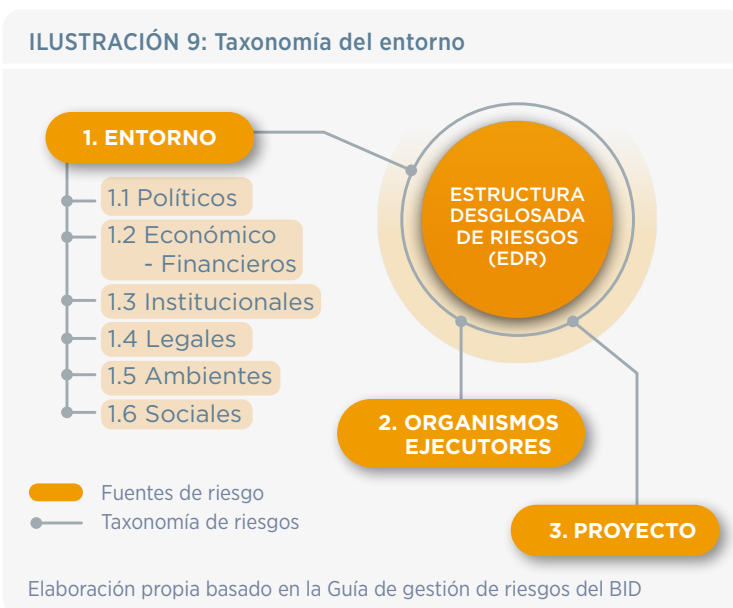 ILUSTRACIÓN 9: Taxonomía del entorno
1. ENTORNO
1.1 Políticos
1.2 Económico
- Financieros
1.3 Institucionales
1.4 Legales
1.5 Ambientes
1.6 Sociales
ESTRUCTURA
DESGLOSADA
DE RIESGOS
(EDR)
2. ORGANISMOS
EJECUTORES
3. PROYECTO
Fuentes de riesgo
Taxonomía de riesgos
Elaboración propia basado en la Guía de gestión de riesgos del BID